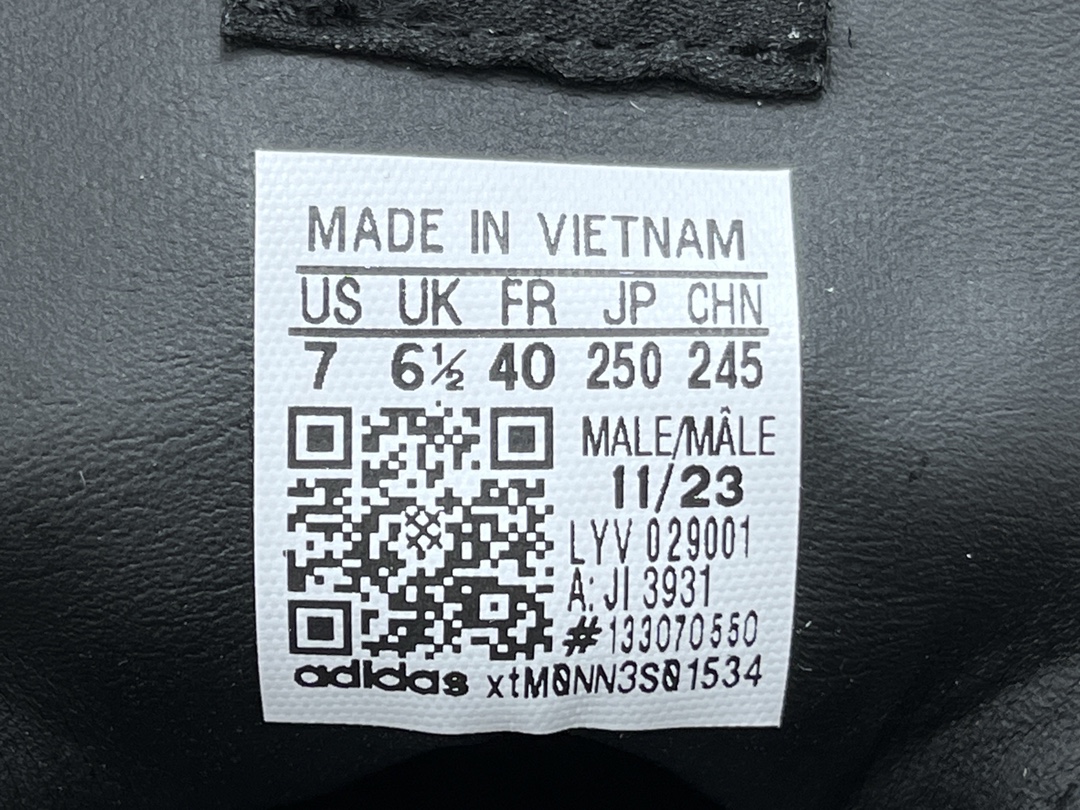 MADE IN VIETNAM
US UK FR JP CHN
7 6½ 40 250 245
MALE/MÂLE
11/23
LYV 029001
A: JI 3931
#133070550
adidas xtM0NN3S01534